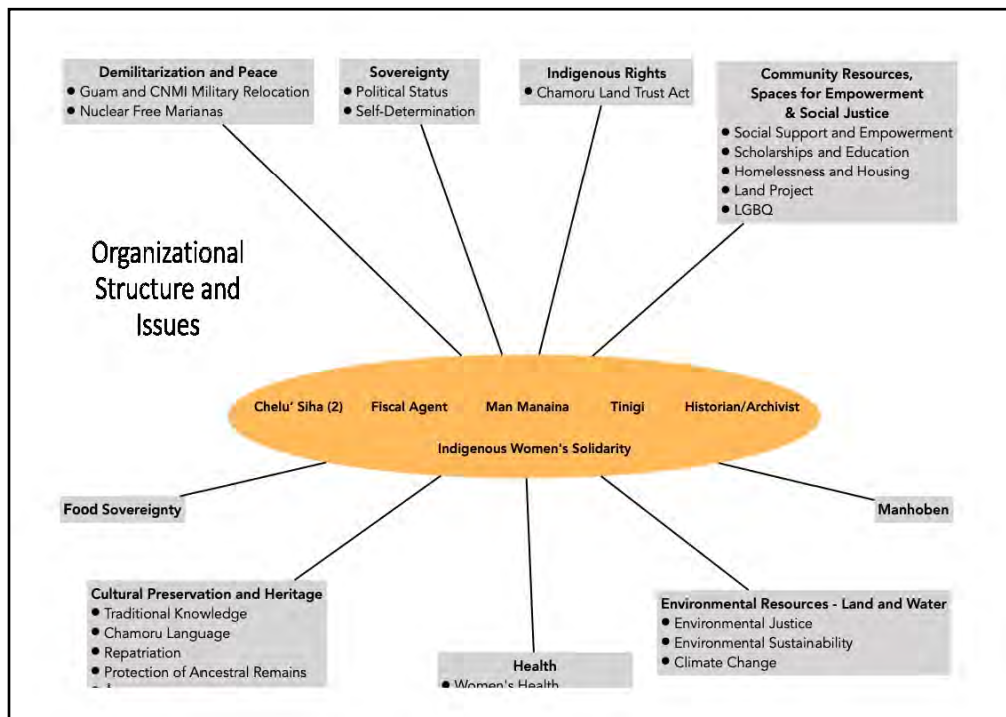 Demilitarization and Peace
● Guam and CNMI Military Relocation
● Nuclear Free Marianas
Sovereignty
● Political Status
● Self-Determination
Indigenous Rights
● Chamoru Land Trust Act
Community Resources,
Spaces for Empowerment
& Social Justice
● Social Support and Empowerment
● Scholarships and Education
● Homelessness and Housing
● Land Project
● LGBQ
Organizational
Structure and
Issues
Chelu' Siha (2) Fiscal Agent Man Manaina Tinigi Historian/Archivist
Indigenous Women's Solidarity
Food Sovereignty
Manhoben
Cultural Preservation and Heritage
● Traditional Knowledge
● Chamoru Language
● Repatriation
● Protection of Ancestral Remains
Health
● Women's Health
Environmental Resources - Land and Water
● Environmental Justice
● Environmental Sustainability
● Climate Change